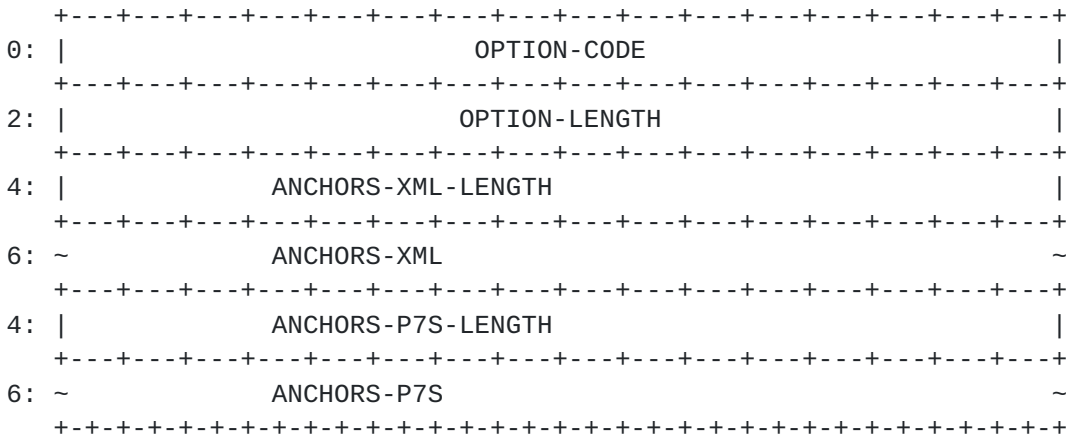 +---+---+---+---+---+---+---+---+---+---+---+---+---+---+---+---+
0: |                          OPTION-CODE                          |
   +---+---+---+---+---+---+---+---+---+---+---+---+---+---+---+---+
2: |                         OPTION-LENGTH                         |
   +---+---+---+---+---+---+---+---+---+---+---+---+---+---+---+---+
4: |             ANCHORS-XML-LENGTH                                |
   +---+---+---+---+---+---+---+---+---+---+---+---+---+---+---+---+
6: ~             ANCHORS-XML                                       ~
   +---+---+---+---+---+---+---+---+---+---+---+---+---+---+---+---+
4: |             ANCHORS-P7S-LENGTH                                |
   +---+---+---+---+---+---+---+---+---+---+---+---+---+---+---+---+
6: ~             ANCHORS-P7S                                       ~
   +-+-+-+-+-+-+-+-+-+-+-+-+-+-+-+-+-+-+-+-+-+-+-+-+-+-+-+-+-+-+-+-+